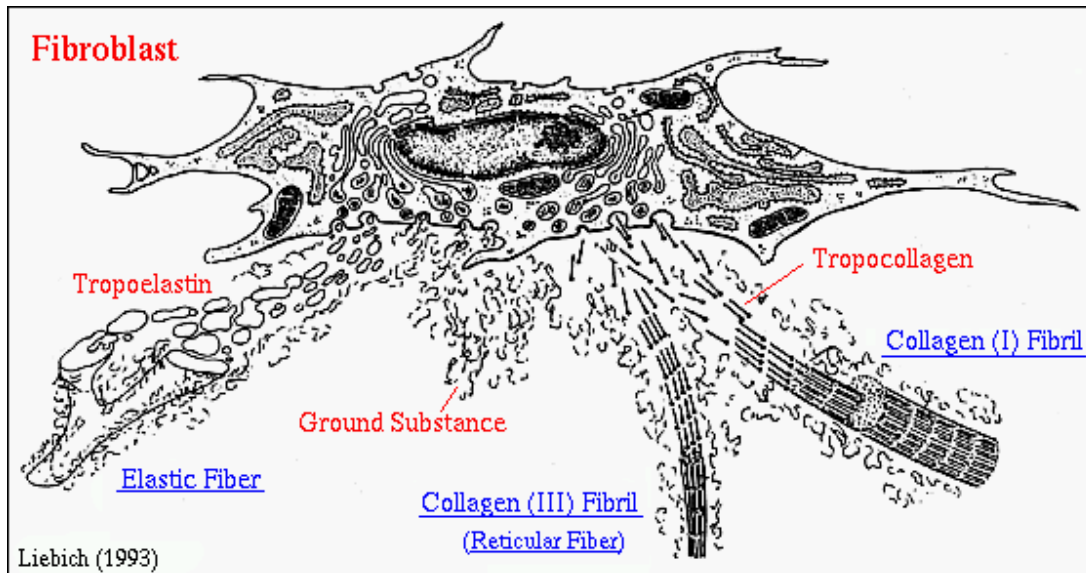 Fibroblast
Tropoelastin
Tropocollagen
Collagen (I) Fibril
Ground Substance
Elastic Fiber
Collagen (III) Fibril
(Reticular Fiber)
Liebich (1993)